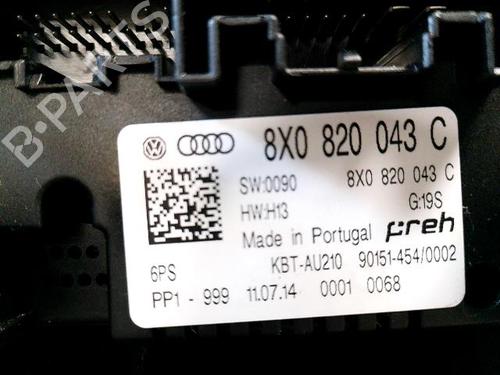 B-PARTS
8X0 820 043 C
SW:0090 8X0 820 043 C
HW:H13 G:19S
Made in Portugal preh
6PS KBT-AU210 90151-454/0002
PP1 - 999 11.07.14 0001 0068